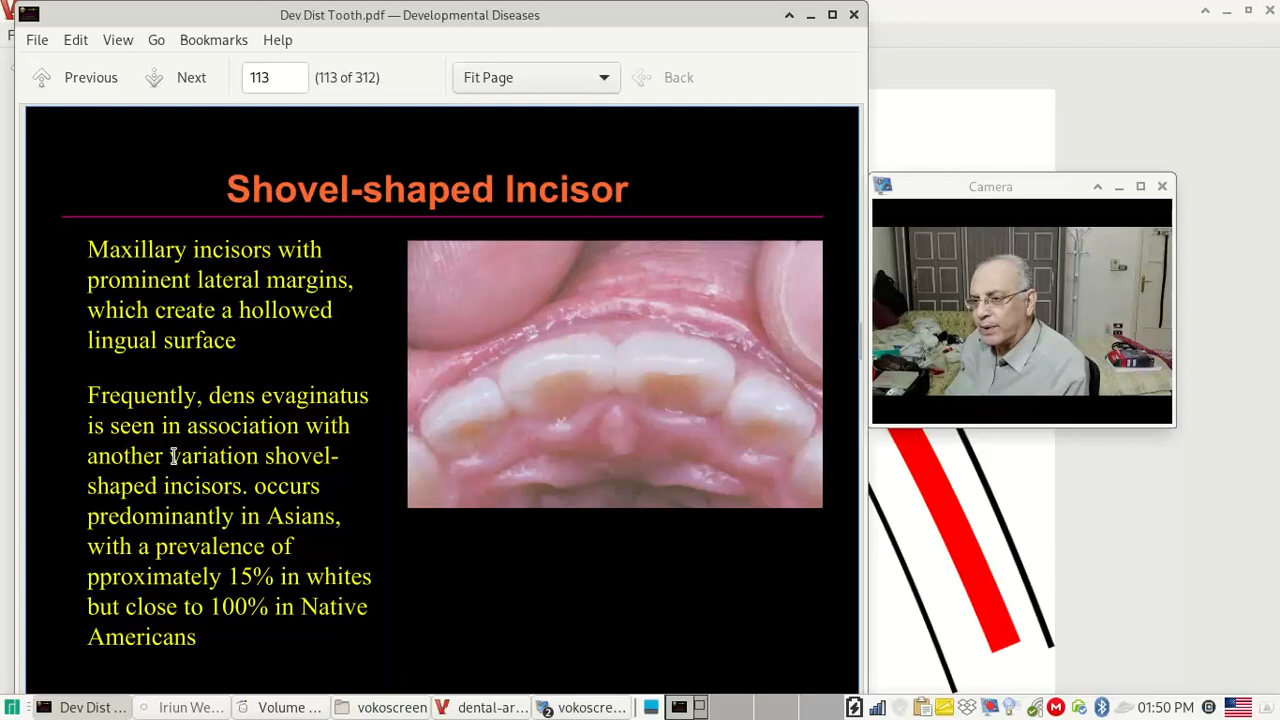 Dev Dist Tooth.pdf — Developmental Diseases
File Edit View Go Bookmarks Help
Previous Next 113 (113 of 312) Fit Page Back
Shovel-shaped Incisor
Maxillary incisors with
prominent lateral margins,
which create a hollowed
lingual surface
Frequently, dens evaginatus
is seen in association with
another variation shovel-
shaped incisors. occurs
predominantly in Asians,
with a prevalence of
pproximately 15% in whites
but close to 100% in Native
Americans
Camera
Dev Dist ... Iriun We... Volume ... vokoscreen dental-ar... vokoscre... 01:50 PM